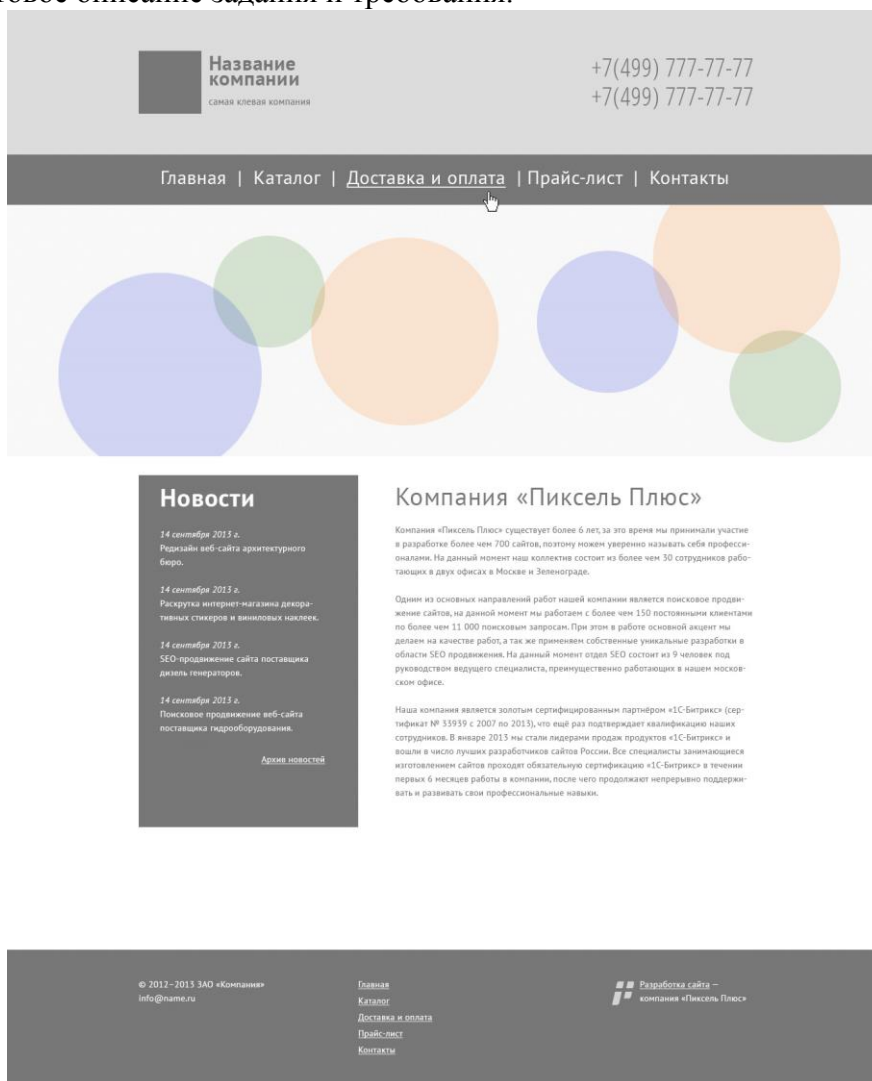 овое описание задания и требования.
Название
компании
самая клевая компания
+7(499) 777-77-77
+7(499) 777-77-77
Главная | Каталог | Доставка и оплата | Прайс-лист | Контакты
Новости
14 сентября 2013 г.
Редизайн веб-сайта архитектурного
бюро.
14 сентября 2013 г.
Раскрутка интернет-магазина декора-
тивных стикеров и виниловых наклеек.
14 сентября 2013 г.
SEO-продвижение сайта поставщика
дизель генераторов.
14 сентября 2013 г.
Поисковое продвижение веб-сайта
поставщика гидрооборудования.
Архив новостей
Компания «Пиксель Плюс»
Компания «Пиксель Плюс» существует более 6 лет, за это время мы принимали участие
в разработке более чем 700 сайтов, поэтому можем уверенно называть себя професси-
оналами. На данный момент наш коллектив состоит из более чем 30 сотрудников рабо-
тающих в двух офисах в Москве и Зеленограде.
Одним из основных направлений работ нашей компании является поисковое продви-
жение сайтов, на данной момент мы работаем с более чем 150 постоянными клиентами
по более чем 11 000 поисковым запросам. При этом в работе основной акцент мы
делаем на качестве работ, а так же применяем собственные уникальные разработки в
области SEO продвижения. На данный момент отдел SEO состоит из 9 человек под
руководством ведущего специалиста, преимущественно работающих в нашем москов-
ском офисе.
Наша компания является золотым сертифицированным партнёром «1С-Битрикс» (сер-
тификат № 33939 с 2007 по 2013), что ещё раз подтверждает квалификацию наших
сотрудников. В январе 2013 мы стали лидерами продаж продуктов «1С-Битрикс» и
вошли в число лучших разработчиков сайтов России. Все специалисты занимающиеся
изготовлением сайтов проходят обязательную сертификацию «1С-Битрикс» в течении
первых 6 месяцев работы в компании, после чего продолжают непрерывно поддержи-
вать и развивать свои профессиональные навыки.
© 2012–2013 ЗАО «Компания»
info@name.ru
Главная
Каталог
Доставка и оплата
Прайс-лист
Контакты
Разработка сайта –
компания «Пиксель Плюс»